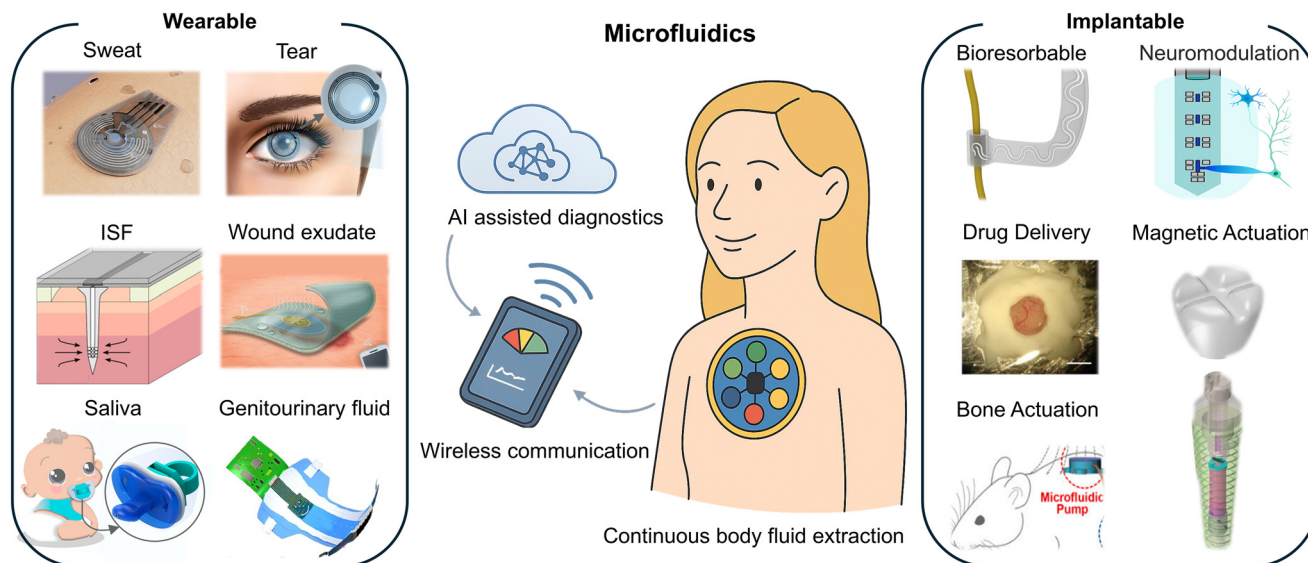 Wearable
Sweat
Tear
ISF
Wound exudate
Saliva
Genitourinary fluid
Microfluidics
AI assisted diagnostics
Wireless communication
Continuous body fluid extraction
Implantable
Bioresorbable
Neuromodulation
Drug Delivery
Magnetic Actuation
Bone Actuation
Microfluidic
Pump